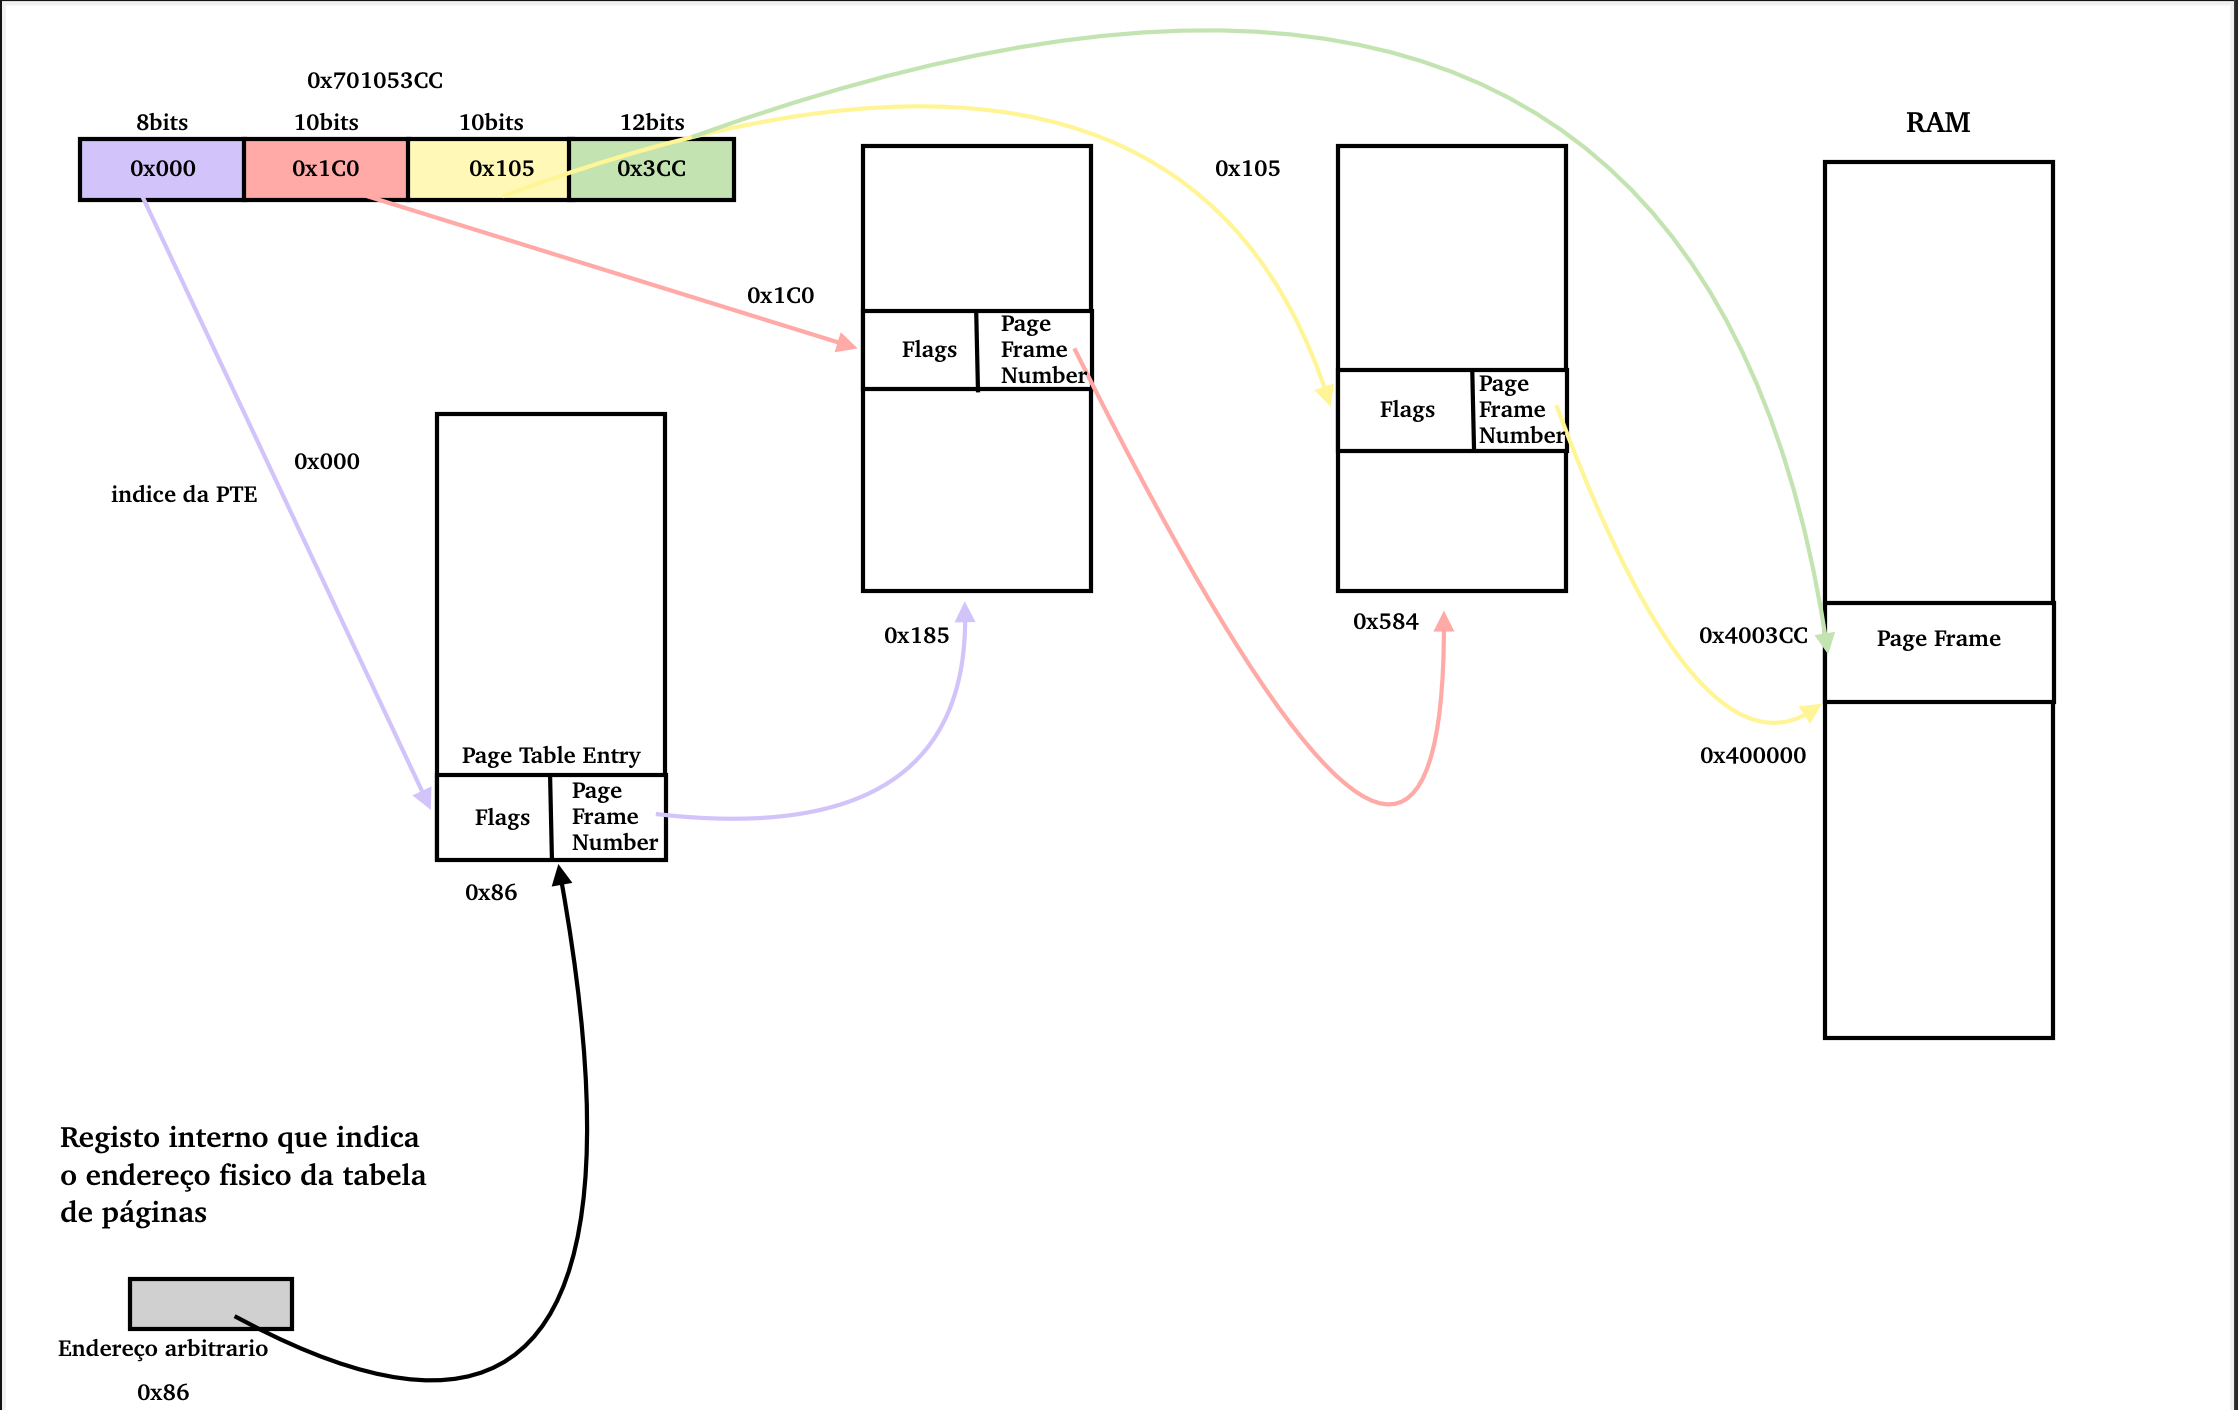 0x701053CC
8bits
10bits
10bits
12bits
0x000
0x1C0
0x105
0x3CC
RAM
0x105
0x1C0
Flags
Page
Frame
Number
Flags
Page
Frame
Number
0x000
indice da PTE
0x185
0x584
0x4003CC
Page Frame
0x400000
Page Table Entry
Flags
Page
Frame
Number
0x86
Registo interno que indica
o endereço fisico da tabela
de páginas
Endereço arbitrario
0x86